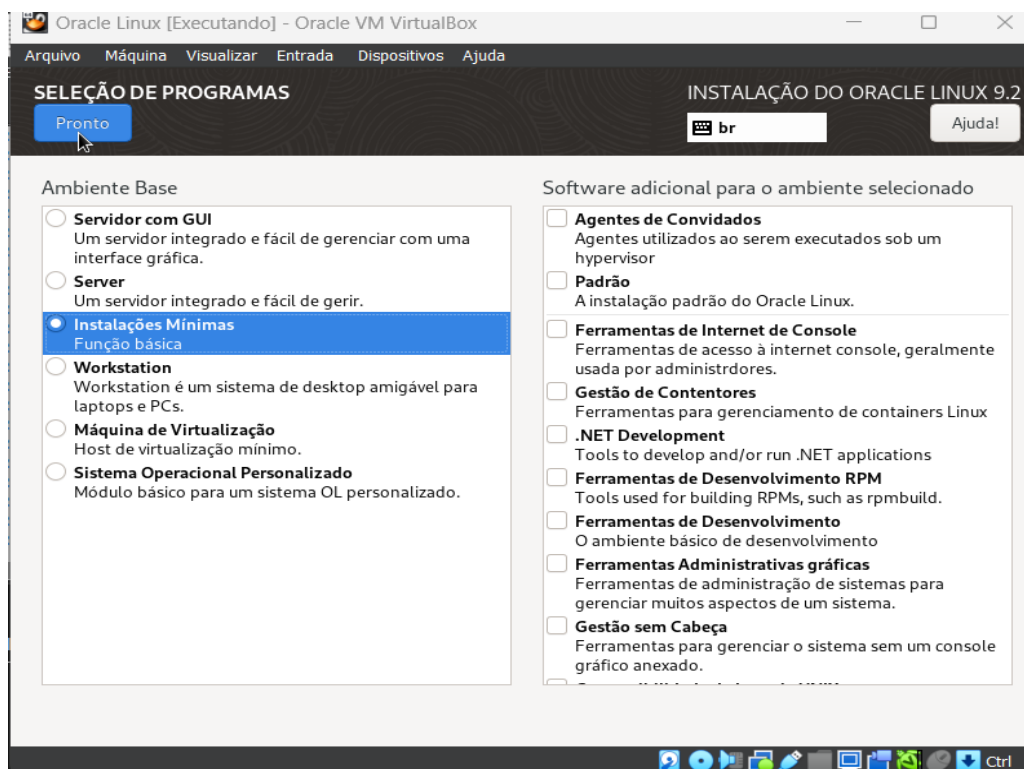 Oracle Linux [Executando] - Oracle VM VirtualBox
Arquivo Máquina Visualizar Entrada Dispositivos Ajuda
SELEÇÃO DE PROGRAMAS
INSTALAÇÃO DO ORACLE LINUX 9.2
Pronto
br
Ajuda!
Ambiente Base
Servidor com GUI
Um servidor integrado e fácil de gerenciar com uma
interface gráfica.
Server
Um servidor integrado e fácil de gerir.
Instalações Mínimas
Função básica
Workstation
Workstation é um sistema de desktop amigável para
laptops e PCs.
Máquina de Virtualização
Host de virtualização mínimo.
Sistema Operacional Personalizado
Módulo básico para um sistema OL personalizado.
Software adicional para o ambiente selecionado
Agentes de Convidados
Agentes utilizados ao serem executados sob um
hypervisor
Padrão
A instalação padrão do Oracle Linux.
Ferramentas de Internet de Console
Ferramentas de acesso à internet console, geralmente
usada por administrdores.
Gestão de Contentores
Ferramentas para gerenciamento de containers Linux
.NET Development
Tools to develop and/or run .NET applications
Ferramentas de Desenvolvimento RPM
Tools used for building RPMs, such as rpmbuild.
Ferramentas de Desenvolvimento
O ambiente básico de desenvolvimento
Ferramentas Administrativas gráficas
Ferramentas de administração de sistemas para
gerenciar muitos aspectos de um sistema.
Gestão sem Cabeça
Ferramentas para gerenciar o sistema sem um console
gráfico anexado.
Ctrl